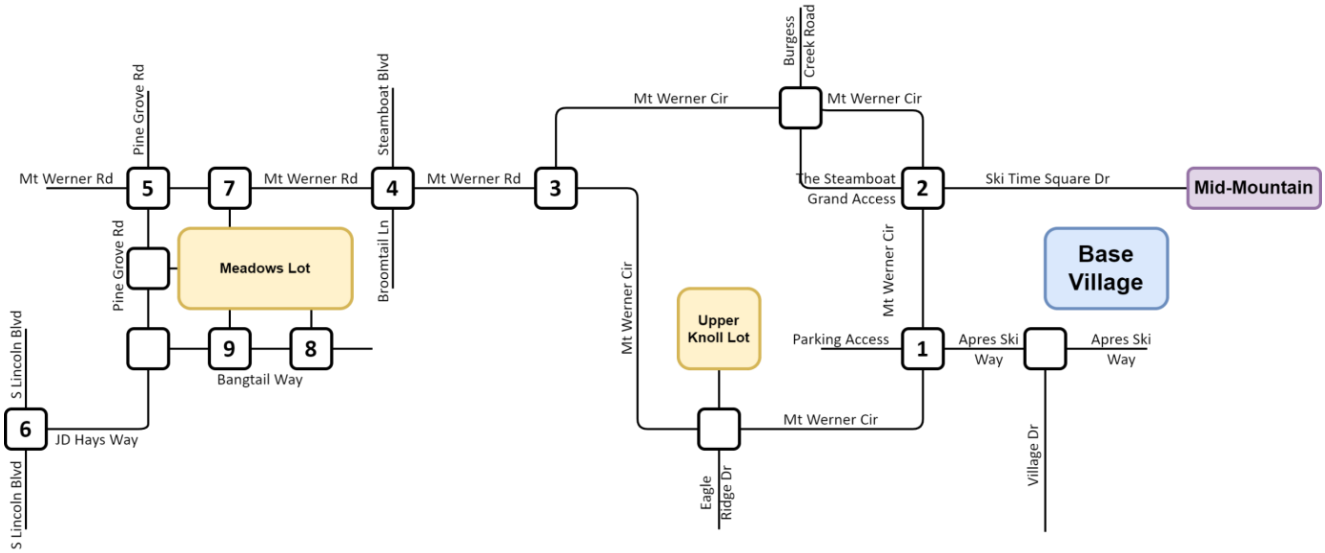 Burgess
Creek Road
Mt Werner Cir
Mt Werner Cir
Pine Grove Rd
Steamboat Blvd
Mt Werner Rd
5
7
Mt Werner Rd
4
Mt Werner Rd
3
The Steamboat
Grand Access
2
Ski Time Square Dr
Mid-Mountain
Pine Grove Rd
Meadows Lot
Broomtail Ln
Mt Werner Cir
Mt Werner Cir
Base
Village
Upper
Knoll Lot
S Lincoln Blvd
9
8
Bangtail Way
Parking Access
1
Apres Ski
Way
Apres Ski
Way
6
JD Hays Way
Mt Werner Cir
S Lincoln Blvd
Eagle
Ridge Dr
Village Dr